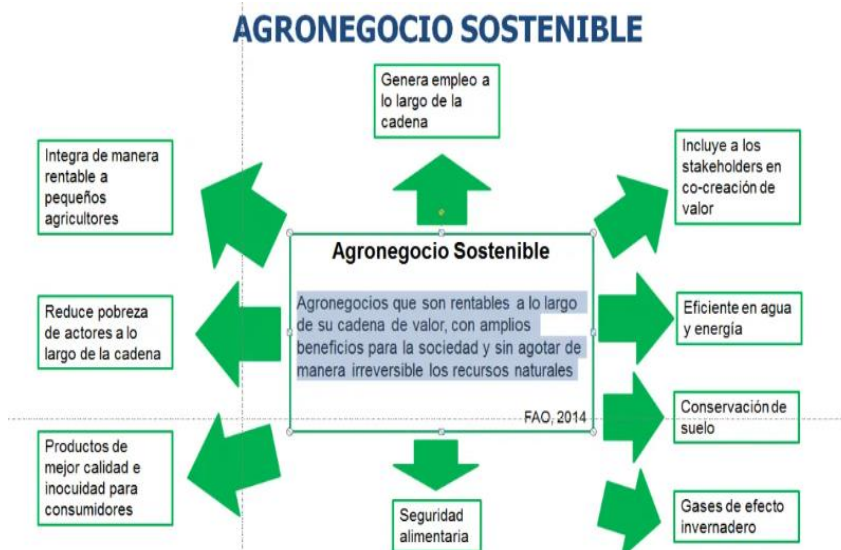 AGRONEGOCIO SOSTENIBLE
Genera empleo a
lo largo de la
cadena
Integra de manera
rentable a
pequeños
agricultores
Incluye a los
stakeholders en
co-creación de
valor
Agronegocio Sostenible
Agronegocios que son rentables a lo largo
de su cadena de valor, con amplios
beneficios para la sociedad y sin agotar de
manera irreversible los recursos naturales
FAO, 2014
Reduce pobreza
de actores a lo
largo de la cadena
Eficiente en agua
y energía
Conservación de
suelo
Productos de
mejor calidad e
inocuidad para
consumidores
Seguridad
alimentaria
Gases de efecto
invernadero